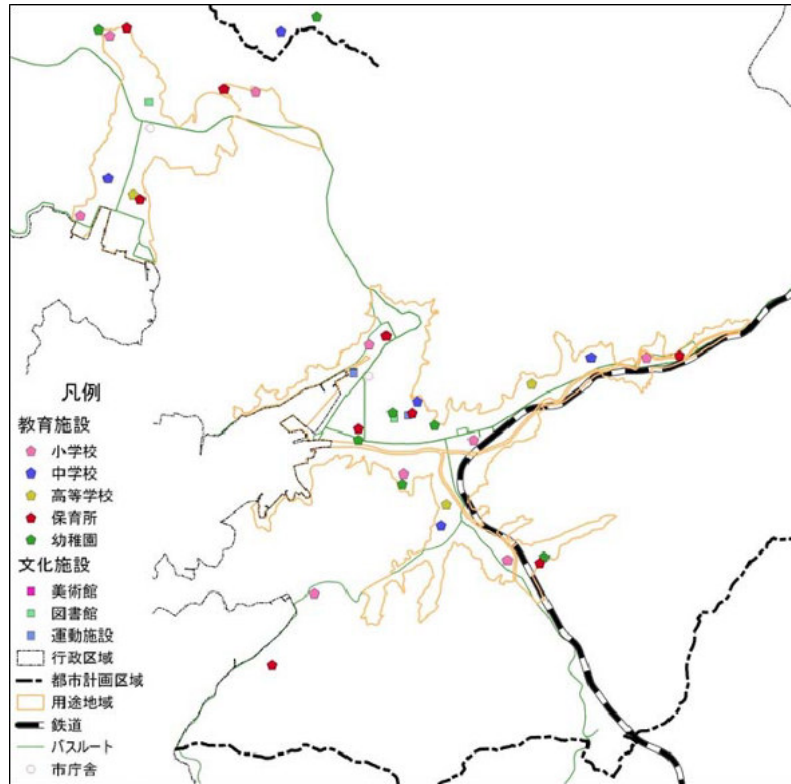 凡例
教育施設
小学校
中学校
高等学校
保育所
幼稚園
文化施設
美術館
図書館
運動施設
行政区域
都市計画区域
用途地域
鉄道
バスルート
市庁舎